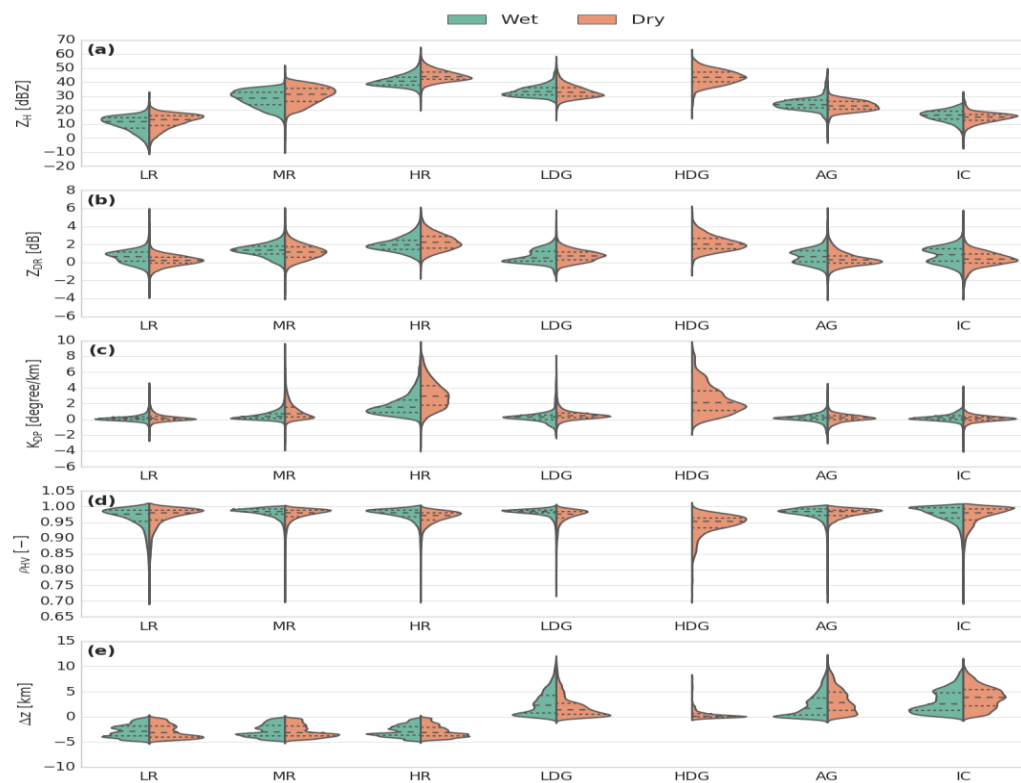 Wet Dry
(a)
Z_H [dBZ]
70
60
50
40
30
20
10
0
−10
−20
LR MR HR LDG HDG AG IC
(b)
Z_DR [dB]
8
6
4
2
0
−2
−4
−6
LR MR HR LDG HDG AG IC
(c)
K_DP [degree/km]
10
8
6
4
2
0
−2
−4
−6
LR MR HR LDG HDG AG IC
(d)
ρ_HV [−]
1.05
1.00
0.95
0.90
0.85
0.80
0.75
0.70
0.65
LR MR HR LDG HDG AG IC
(e)
Δz [km]
15
10
5
0
−5
−10
LR MR HR LDG HDG AG IC